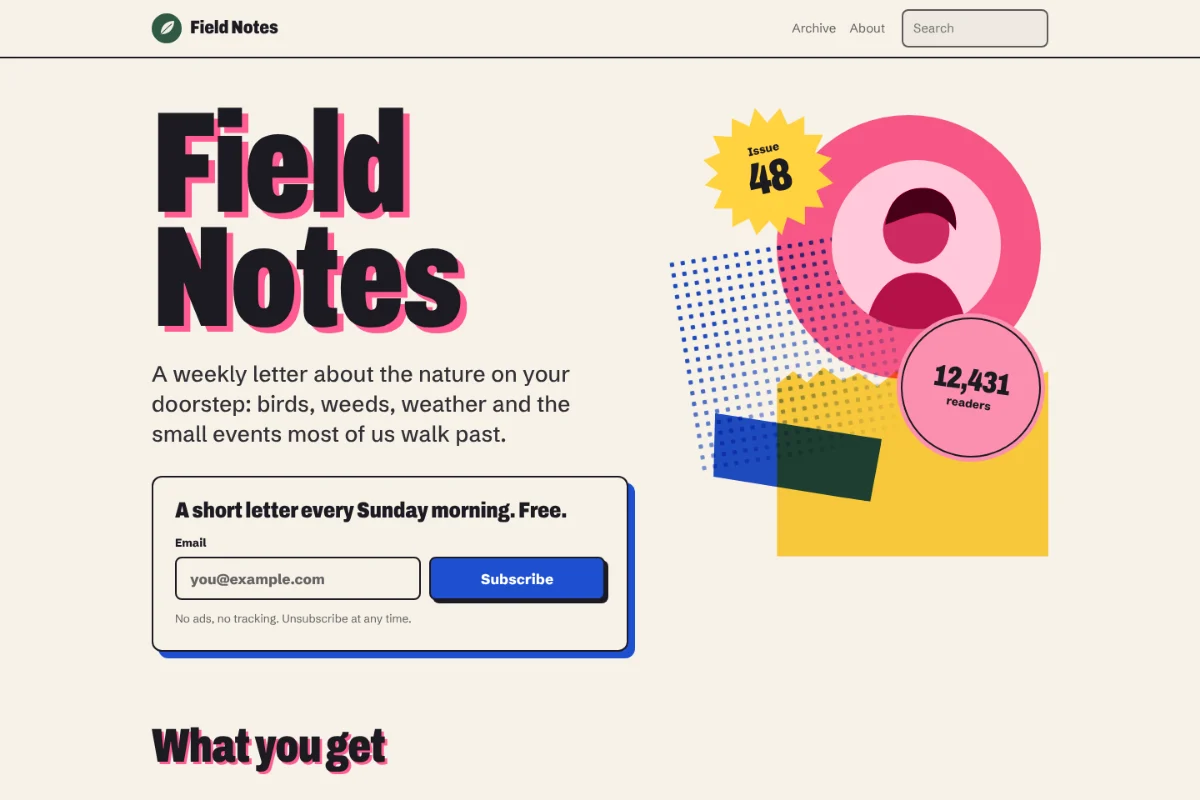 Field Notes
Archive
About
Search
Field
Notes
A weekly letter about the nature on your
doorstep: birds, weeds, weather and the
small events most of us walk past.
A short letter every Sunday morning. Free.
Email
you@example.com
Subscribe
No ads, no tracking. Unsubscribe at any time.
Issue
48
12,431
readers
What you get